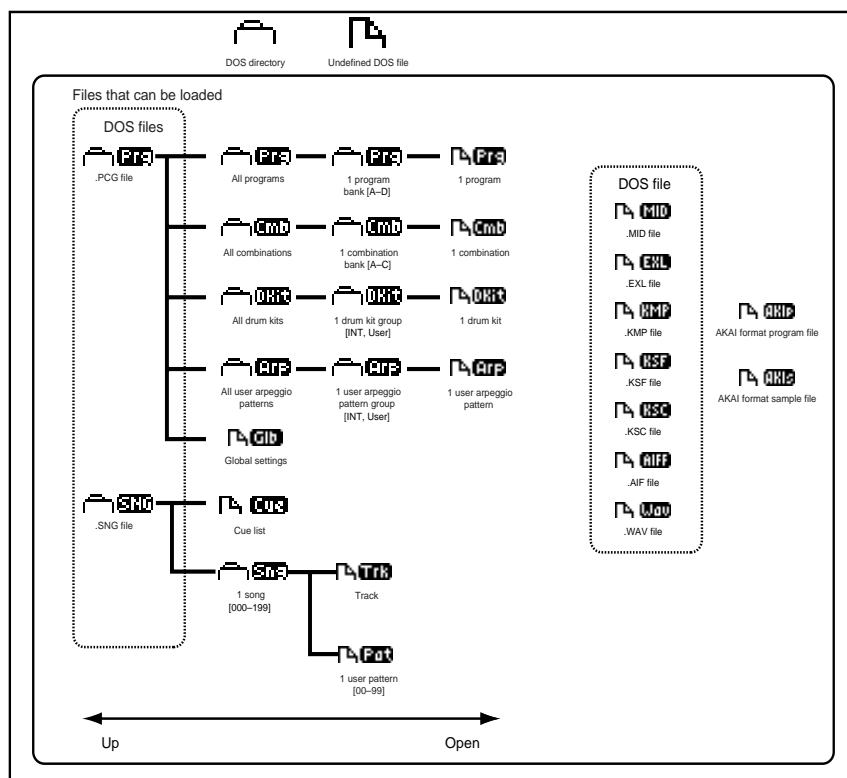 DOS directory
Undefined DOS file
Files that can be loaded
DOS files
Prg
.PCG file
Prg
All programs
Prg
1 program
bank [A–D]
Prg
1 program
Cmb
All combinations
Cmb
1 combination
bank [A–C]
Cmb
1 combination
DKit
All drum kits
DKit
1 drum kit group
[INT, User]
DKit
1 drum kit
Arp
All user arpeggio
patterns
Arp
1 user arpeggio
pattern group
[INT, User]
Arp
1 user arpeggio
pattern
Glb
Global settings
SNG
.SNG file
Cue
Cue list
Sng
1 song
[000–199]
Trk
Track
Pat
1 user pattern
[00–99]
Up
Open
DOS file
MID
.MID file
EXL
.EXL file
KMP
.KMP file
KSF
.KSF file
KSC
.KSC file
AIFF
.AIF file
Wav
.WAV file
AKIp
AKAI format program file
AKIs
AKAI format sample file